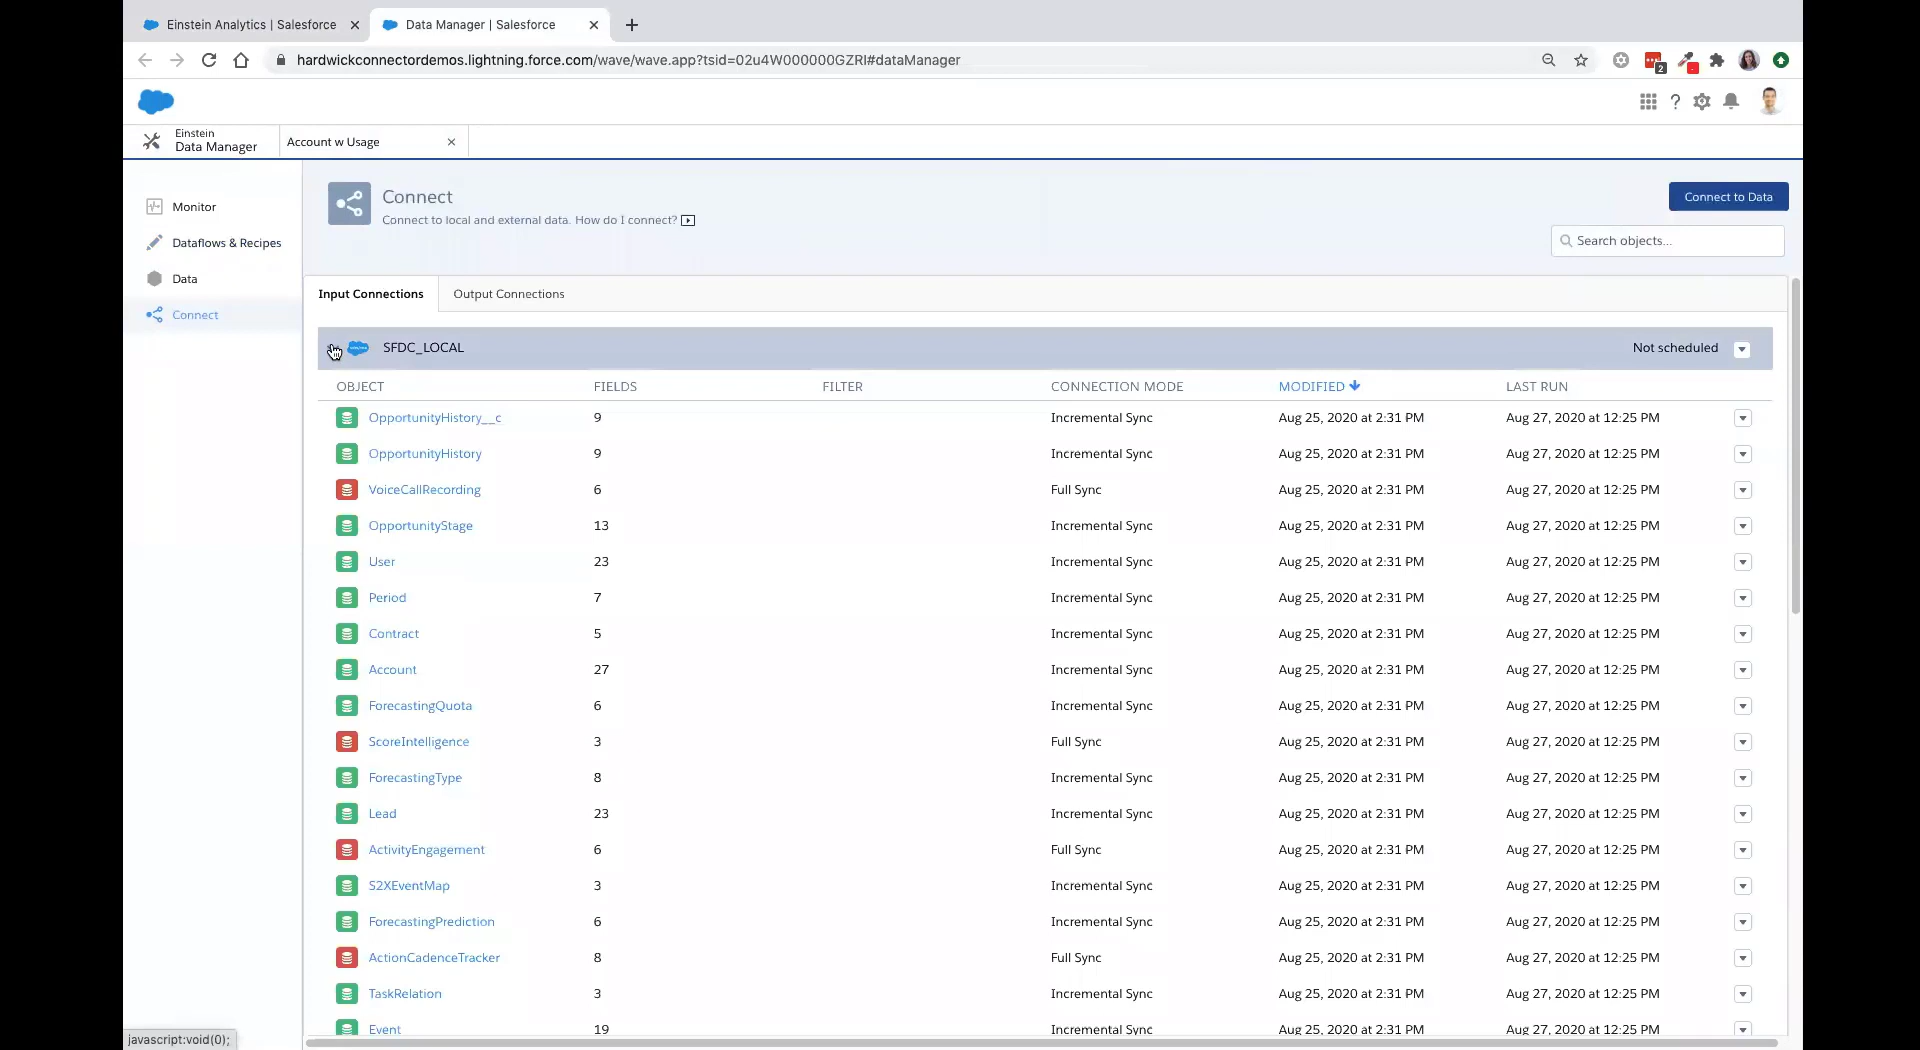 Einstein Analytics | Salesforce
Data Manager | Salesforce
hardwickconnectordemos.lightning.force.com/wave/wave.app?tsid=02u4W000000GZRI#dataManager
2
Einstein
Data Manager
Account w Usage
Monitor
Dataflows & Recipes
Data
Connect
Connect
Connect to local and external data. How do I connect?
Connect to Data
Search objects...
Input Connections
Output Connections
SFDC_LOCAL
Not scheduled
OBJECT FIELDS FILTER CONNECTION MODE MODIFIED LAST RUN
OpportunityHistory__c 9 Incremental Sync Aug 25, 2020 at 2:31 PM Aug 27, 2020 at 12:25 PM
OpportunityHistory 9 Incremental Sync Aug 25, 2020 at 2:31 PM Aug 27, 2020 at 12:25 PM
VoiceCallRecording 6 Full Sync Aug 25, 2020 at 2:31 PM Aug 27, 2020 at 12:25 PM
OpportunityStage 13 Incremental Sync Aug 25, 2020 at 2:31 PM Aug 27, 2020 at 12:25 PM
User 23 Incremental Sync Aug 25, 2020 at 2:31 PM Aug 27, 2020 at 12:25 PM
Period 7 Incremental Sync Aug 25, 2020 at 2:31 PM Aug 27, 2020 at 12:25 PM
Contract 5 Incremental Sync Aug 25, 2020 at 2:31 PM Aug 27, 2020 at 12:25 PM
Account 27 Incremental Sync Aug 25, 2020 at 2:31 PM Aug 27, 2020 at 12:25 PM
ForecastingQuota 6 Incremental Sync Aug 25, 2020 at 2:31 PM Aug 27, 2020 at 12:25 PM
ScoreIntelligence 3 Full Sync Aug 25, 2020 at 2:31 PM Aug 27, 2020 at 12:25 PM
ForecastingType 8 Incremental Sync Aug 25, 2020 at 2:31 PM Aug 27, 2020 at 12:25 PM
Lead 23 Incremental Sync Aug 25, 2020 at 2:31 PM Aug 27, 2020 at 12:25 PM
ActivityEngagement 6 Full Sync Aug 25, 2020 at 2:31 PM Aug 27, 2020 at 12:25 PM
S2XEventMap 3 Incremental Sync Aug 25, 2020 at 2:31 PM Aug 27, 2020 at 12:25 PM
ForecastingPrediction 6 Incremental Sync Aug 25, 2020 at 2:31 PM Aug 27, 2020 at 12:25 PM
ActionCadenceTracker 8 Full Sync Aug 25, 2020 at 2:31 PM Aug 27, 2020 at 12:25 PM
TaskRelation 3 Incremental Sync Aug 25, 2020 at 2:31 PM Aug 27, 2020 at 12:25 PM
Event 19 Incremental Sync Aug 25, 2020 at 2:31 PM Aug 27, 2020 at 12:25 PM
javascript:void(0);